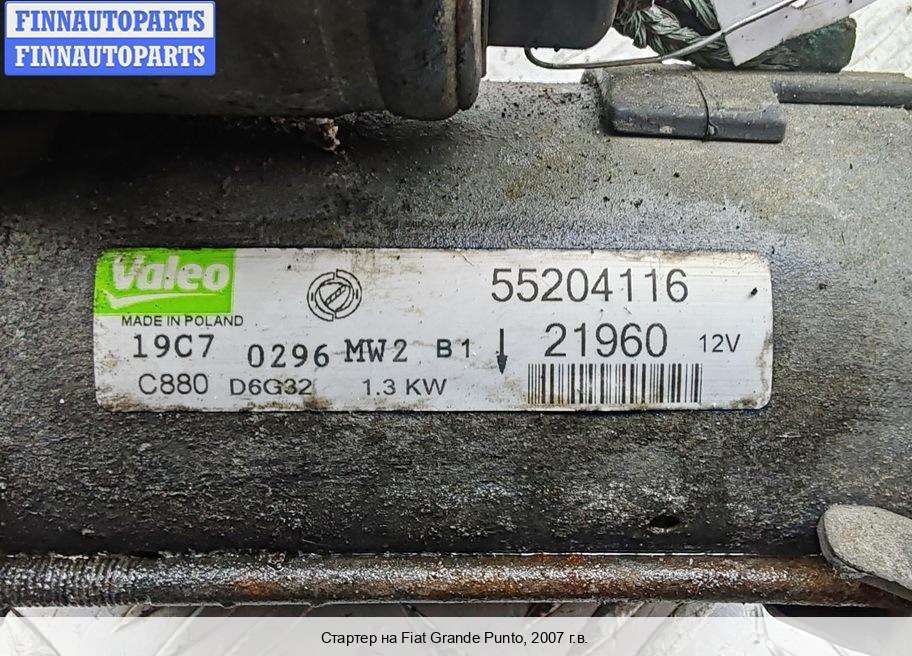 FINNAUTOPARTS
FINNAUTOPARTS
Valeo
MADE IN POLAND
55204116
19C7 0296 MW2 B1 21960 12V
C880 D6G32 1.3 KW
Стартер на Fiat Grande Punto, 2007 г.в.